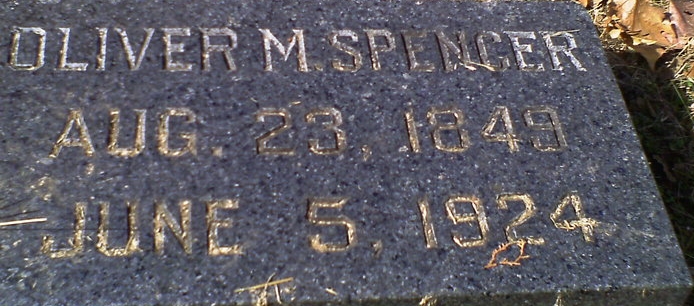 OLIVER M. SPENCER
AUG. 23, 1849
JUNE 5, 1924